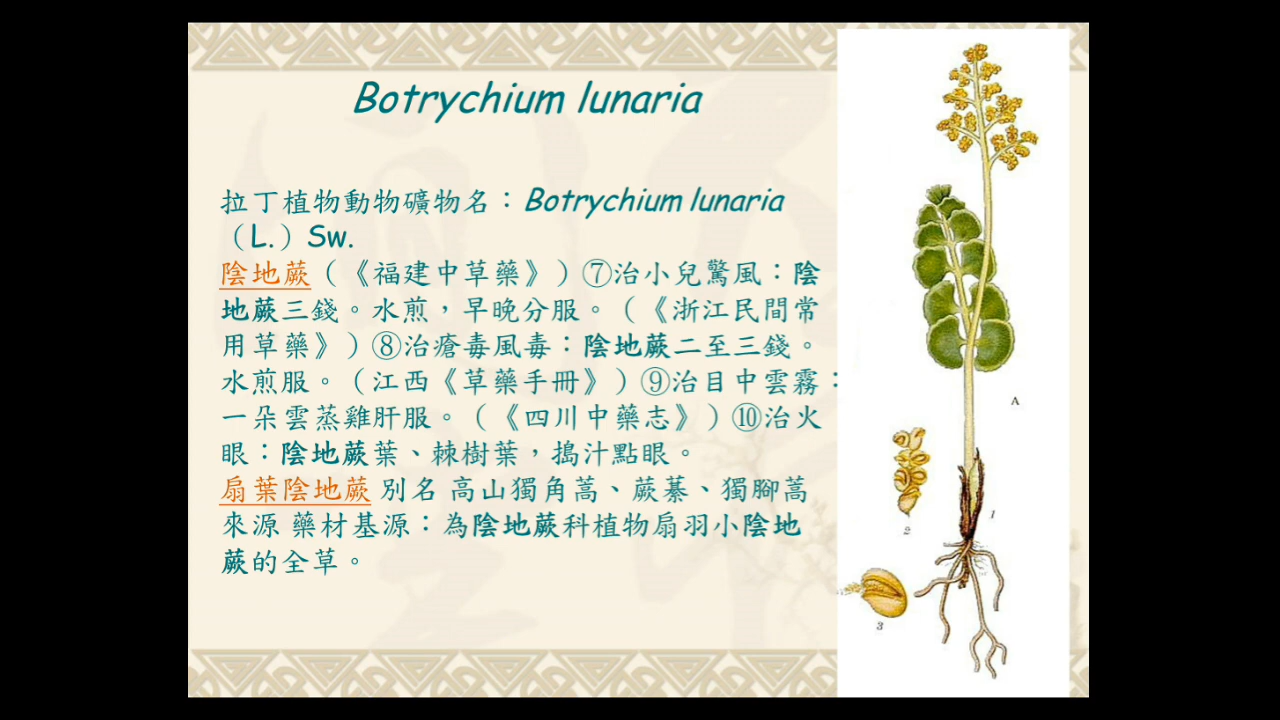 Botrychium lunaria
拉丁植物動物礦物名：Botrychium lunaria
（L.）Sw.
陰地蕨（《福建中草藥》）⑦治小兒驚風：陰
地蕨三錢。水煎，早晚分服。（《浙江民間常
用草藥》）⑧治瘡毒風毒：陰地蕨二至三錢。
水煎服。（江西《草藥手冊》）⑨治目中雲霧：
一朵雲蒸雞肝服。（《四川中藥志》）⑩治火
眼：陰地蕨葉、棘樹葉，搗汁點眼。
扇葉陰地蕨 別名 高山獨角蒿、蕨綦、獨腳蒿
來源 藥材基源：為陰地蕨科植物扇羽小陰地
蕨的全草。
A
1
2
3